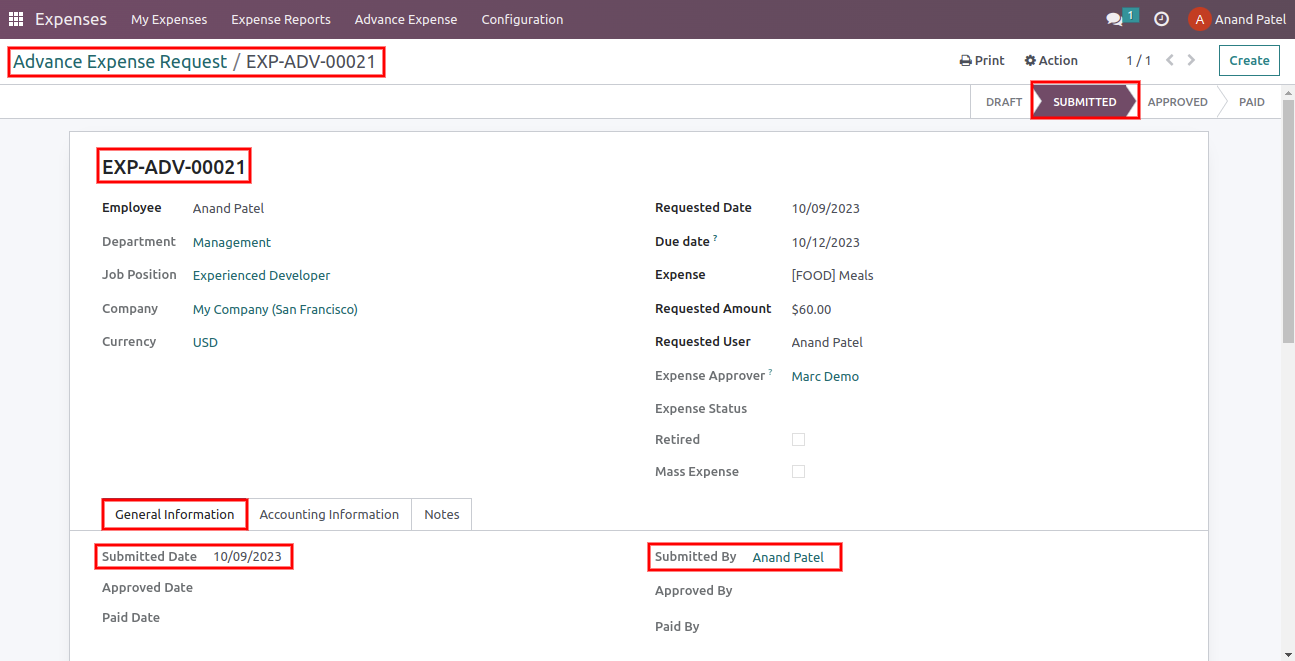 Expenses My Expenses Expense Reports Advance Expense Configuration 1 A Anand Patel
Advance Expense Request / EXP-ADV-00021 Print Action 1 / 1 Create
DRAFT SUBMITTED APPROVED PAID
EXP-ADV-00021
Employee Anand Patel Requested Date 10/09/2023
Department Management Due date ? 10/12/2023
Job Position Experienced Developer Expense [FOOD] Meals
Company My Company (San Francisco) Requested Amount $60.00
Currency USD Requested User Anand Patel
Expense Approver ? Marc Demo
Expense Status
Retired
Mass Expense
General Information Accounting Information Notes
Submitted Date 10/09/2023 Submitted By Anand Patel
Approved Date Approved By
Paid Date Paid By